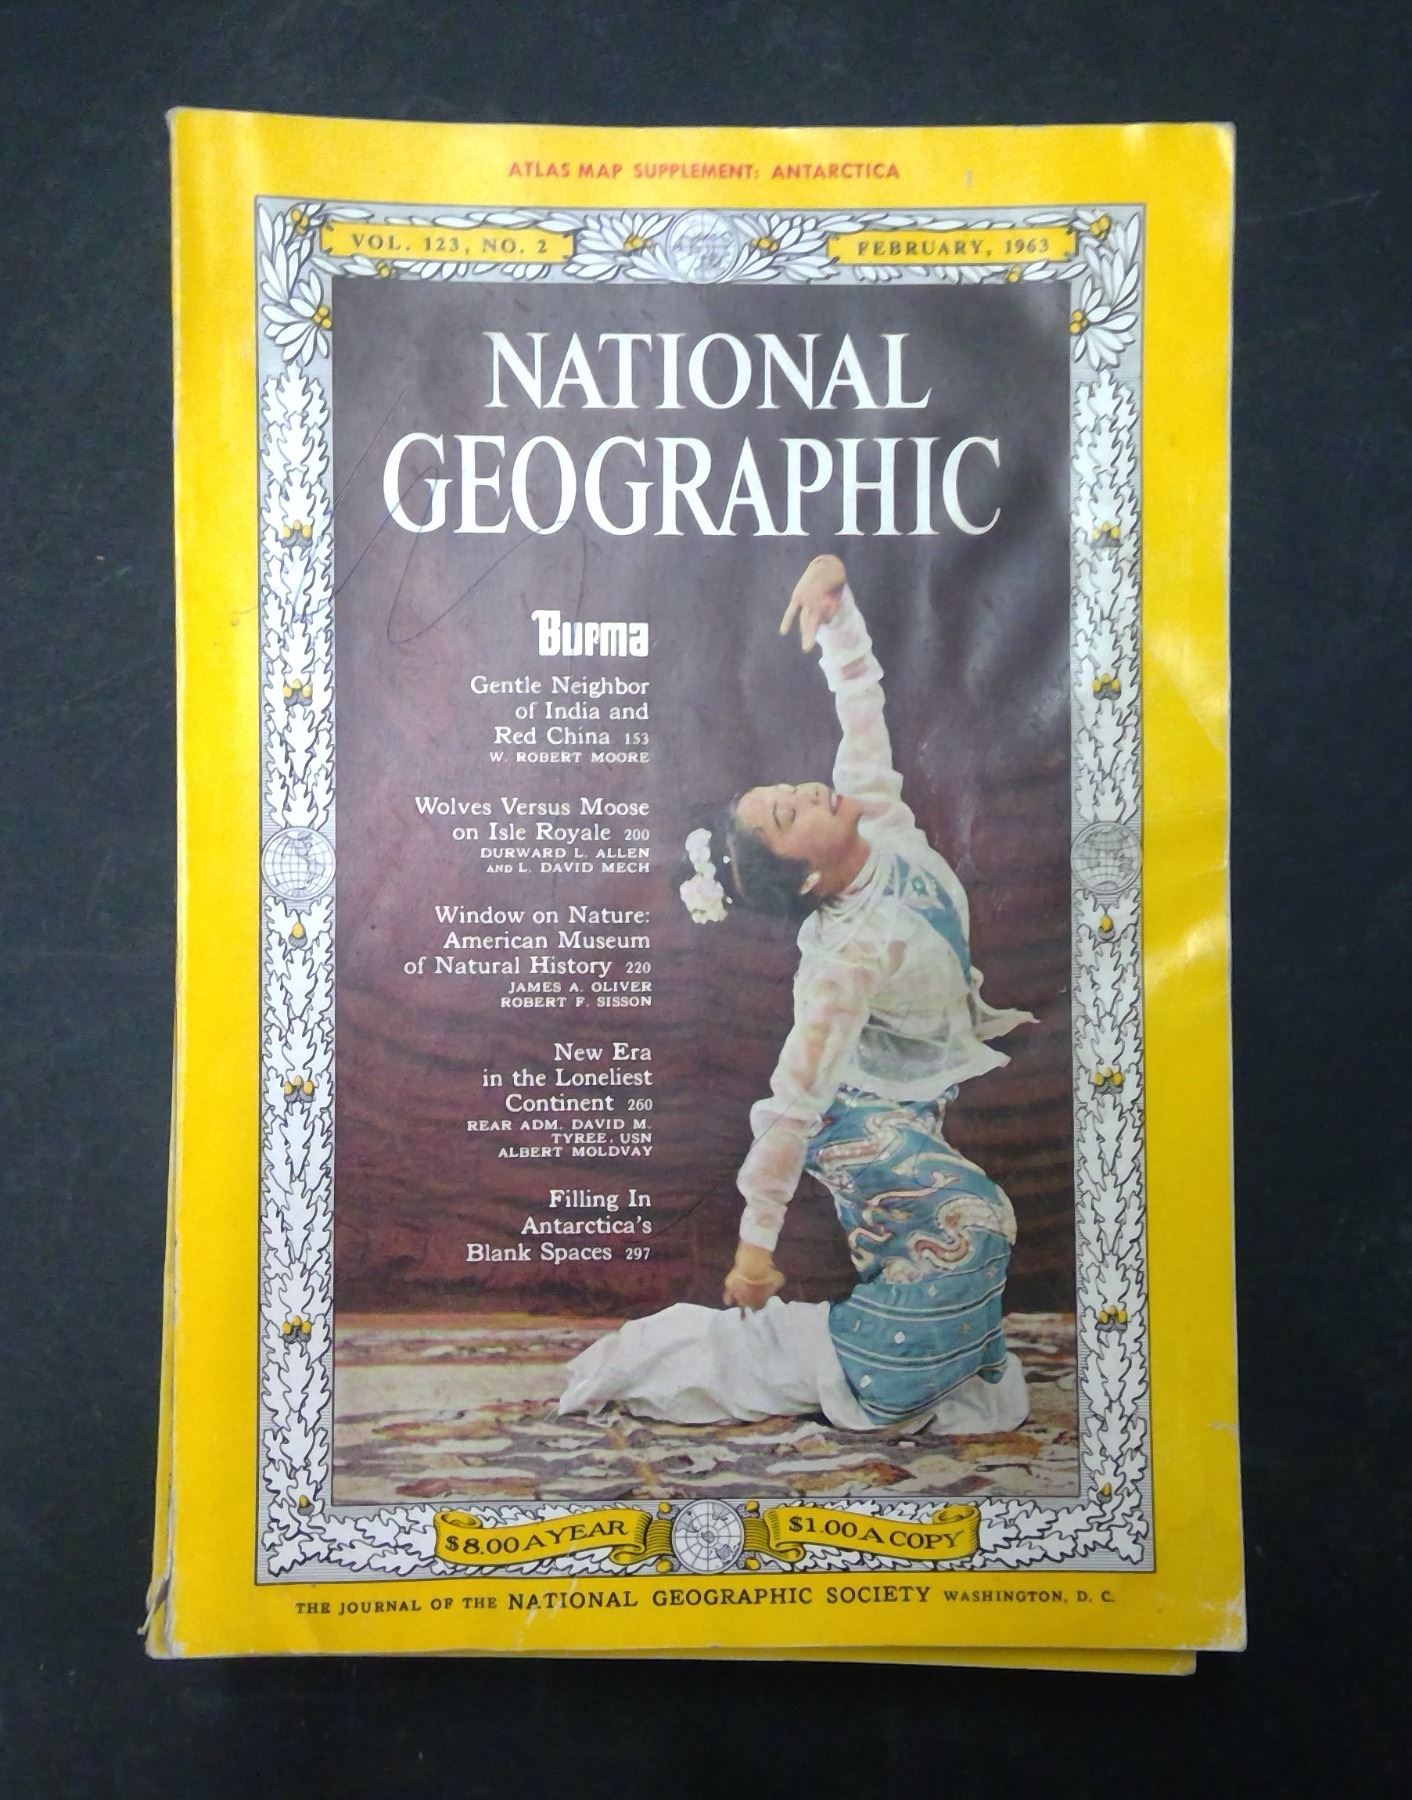 ATLAS MAP SUPPLEMENT: ANTARCTICA
VOL. 123, NO. 2
FEBRUARY, 1963
NATIONAL
GEOGRAPHIC
Burma
Gentle Neighbor
of India and
Red China 153
W. ROBERT MOORE
Wolves Versus Moose
on Isle Royale 200
DURWARD L. ALLEN
AND L. DAVID MECH
Window on Nature:
American Museum
of Natural History 220
JAMES A. OLIVER
ROBERT F. SISSON
New Era
in the Loneliest
Continent 260
REAR ADM. DAVID M.
TYREE, USN
ALBERT MOLDVAY
Filling In
Antarctica's
Blank Spaces 297
$8.00 A YEAR
$1.00 A COPY
THE JOURNAL OF THE NATIONAL GEOGRAPHIC SOCIETY WASHINGTON, D. C.